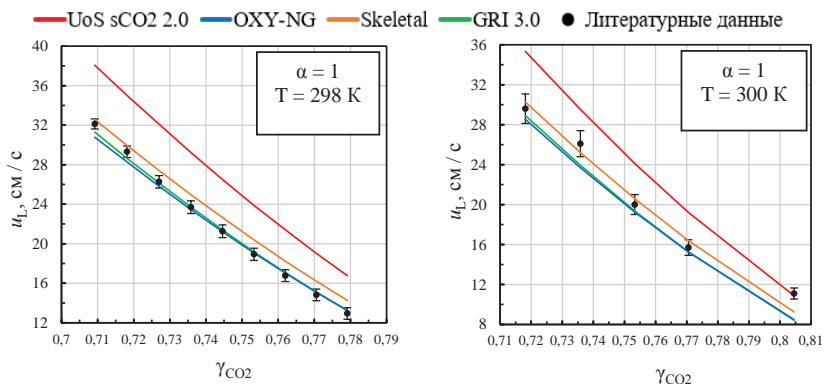 UoS sCO2 2.0 OXY-NG Skeletal GRI 3.0 Литературные данные
40
36
32
28
24
20
16
12
u_L, см / с
α = 1
T = 298 К
0,7 0,71 0,72 0,73 0,74 0,75 0,76 0,77 0,78 0,79
γ_CO2
36
32
28
24
20
16
12
8
u_L, см / с
α = 1
T = 300 К
0,71 0,72 0,73 0,74 0,75 0,76 0,77 0,78 0,79 0,8 0,81
γ_CO2